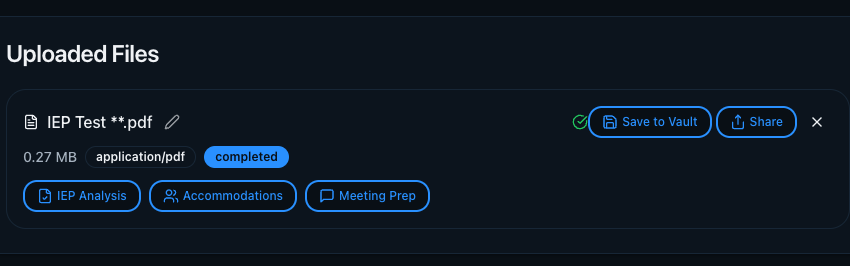 Uploaded Files
IEP Test **.pdf Save to Vault Share
0.27 MB application/pdf completed
IEP Analysis Accommodations Meeting Prep